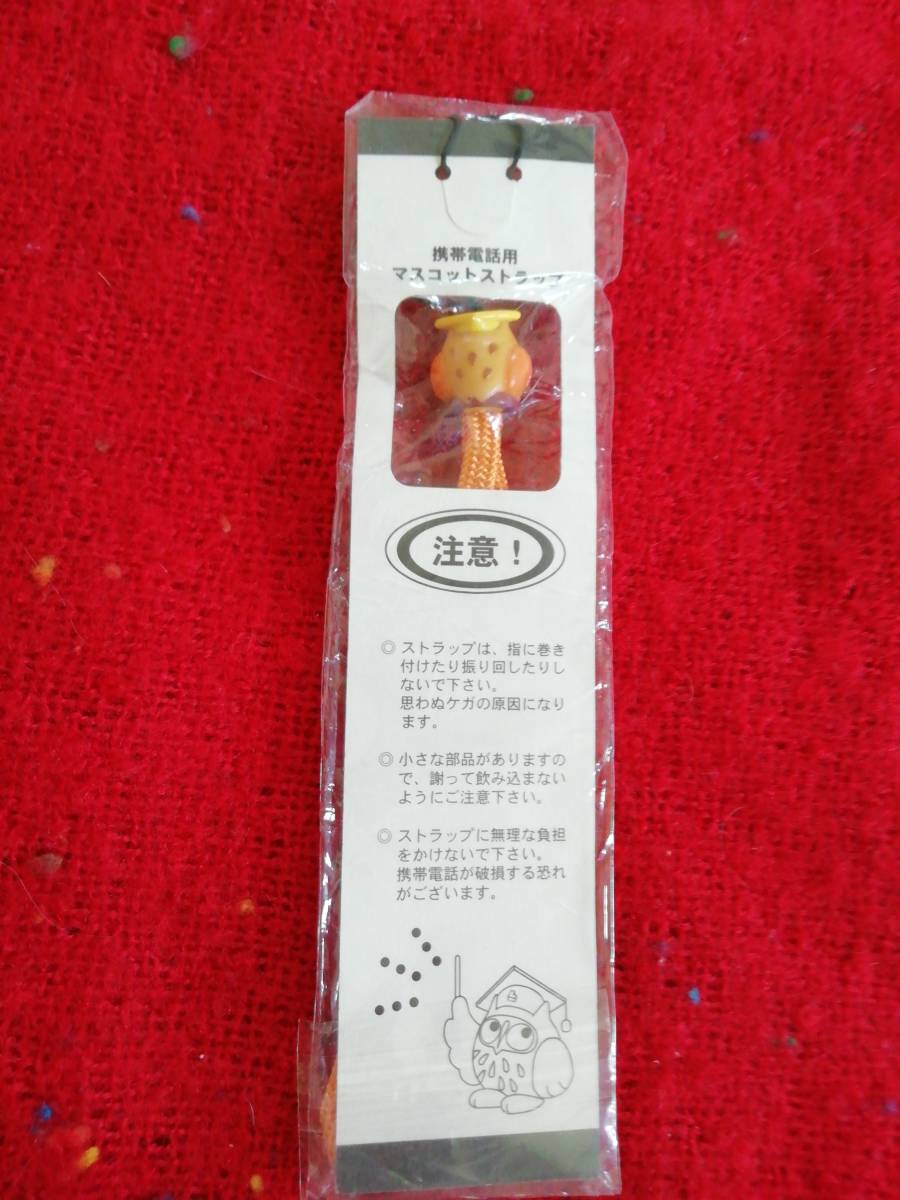 携帯電話用
マスコットストラップ
注意！
◎ ストラップは、指に巻き
付けたり振り回したりし
ないで下さい。
思わぬケガの原因になり
ます。
◎ 小さな部品がありますの
で、謝って飲み込まない
ようにご注意下さい。
◎ ストラップに無理な負担
をかけないで下さい。
携帯電話が破損する恐れ
がございます。